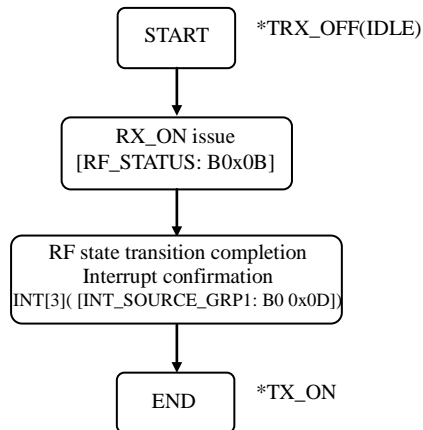 START *TRX_OFF(IDLE)
RX_ON issue
[RF_STATUS: B0x0B]
RF state transition completion
Interrupt confirmation
INT[3]( [INT_SOURCE_GRP1: B0 0x0D])
END *TX_ON